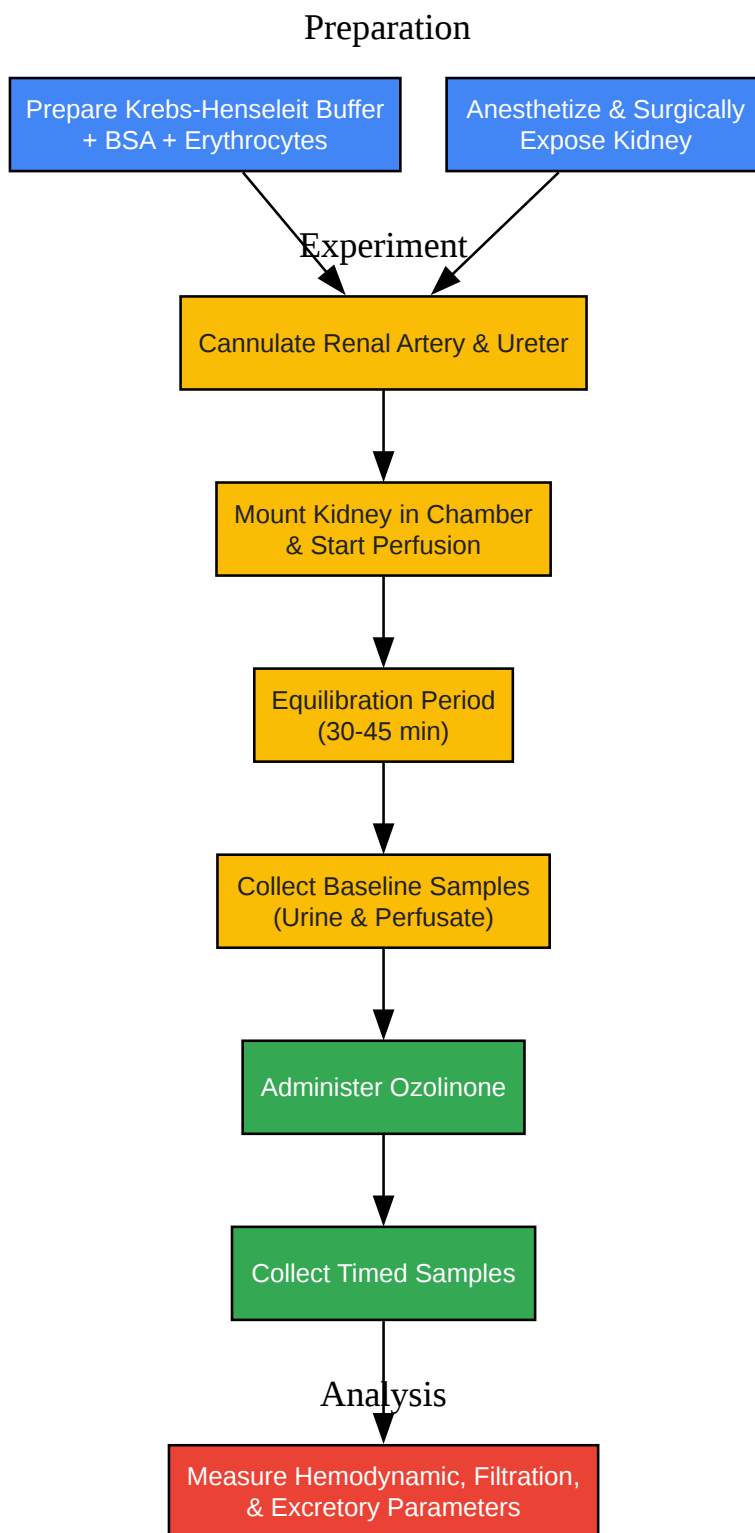 Preparation
Prepare Krebs-Henseleit Buffer
+ BSA + Erythrocytes
Anesthetize & Surgically
Expose Kidney
Experiment
Cannulate Renal Artery & Ureter
Mount Kidney in Chamber
& Start Perfusion
Equilibration Period
(30-45 min)
Collect Baseline Samples
(Urine & Perfusate)
Administer Ozolinone
Collect Timed Samples
Analysis
Measure Hemodynamic, Filtration,
& Excretory Parameters